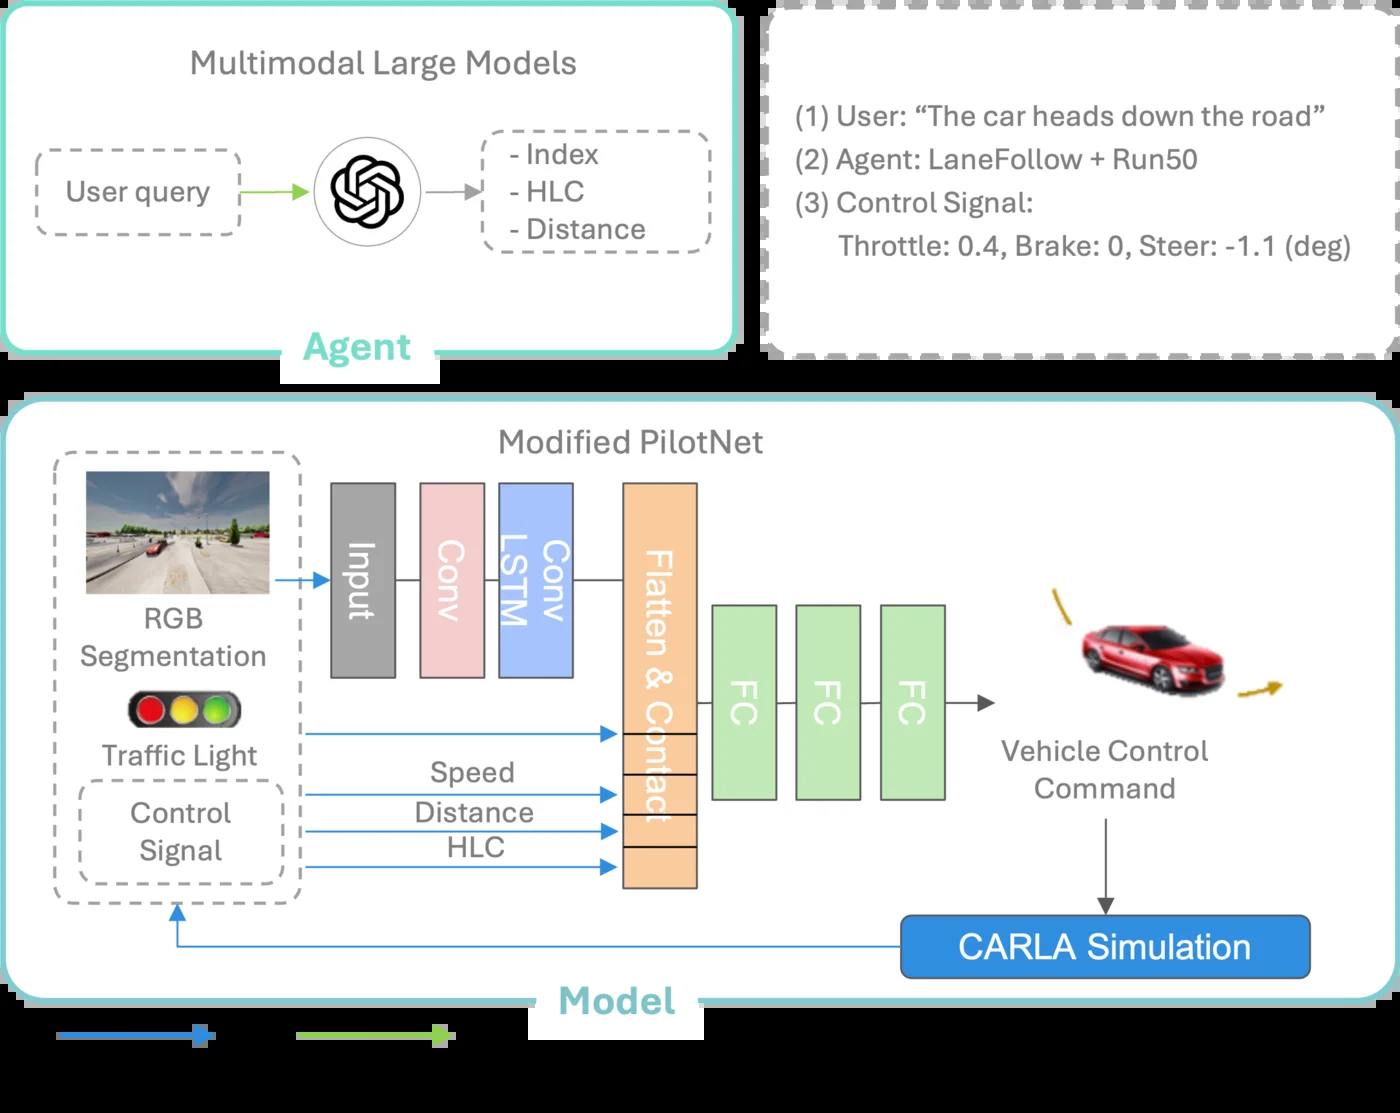 Multimodal Large Models
User query
- Index
- HLC
- Distance
Agent
(1) User: “The car heads down the road”
(2) Agent: LaneFollow + Run50
(3) Control Signal:
Throttle: 0.4, Brake: 0, Steer: -1.1 (deg)
Modified PilotNet
RGB
Segmentation
Traffic Light
Control
Signal
Input
Conv
Conv
LSTM
Flatten & Contact
Speed
Distance
HLC
FC
FC
FC
Vehicle Control
Command
CARLA Simulation
Model